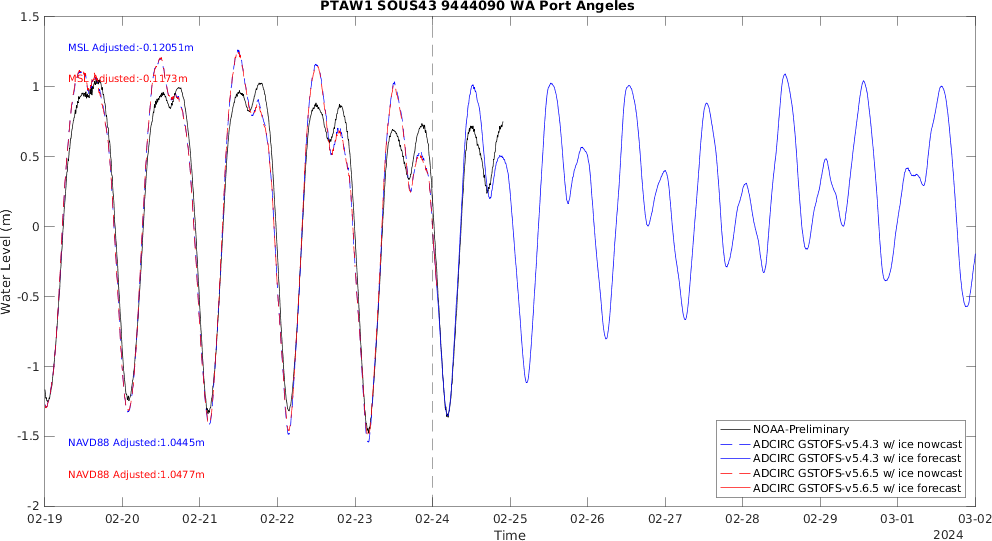 PTAW1 SOUS43 9444090 WA Port Angeles
MSL Adjusted:-0.12051m
MSL Adjusted:-0.1173m
NAVD88 Adjusted:1.0445m
NAVD88 Adjusted:1.0477m
Water Level (m)
1.5
1
0.5
0
-0.5
-1
-1.5
-2
NOAA-Preliminary
ADCIRC GSTOFS-v5.4.3 w/ ice nowcast
ADCIRC GSTOFS-v5.4.3 w/ ice forecast
ADCIRC GSTOFS-v5.6.5 w/ ice nowcast
ADCIRC GSTOFS-v5.6.5 w/ ice forecast
02-19 02-20 02-21 02-22 02-23 02-24 02-25 02-26 02-27 02-28 02-29 03-01 03-02
Time
2024